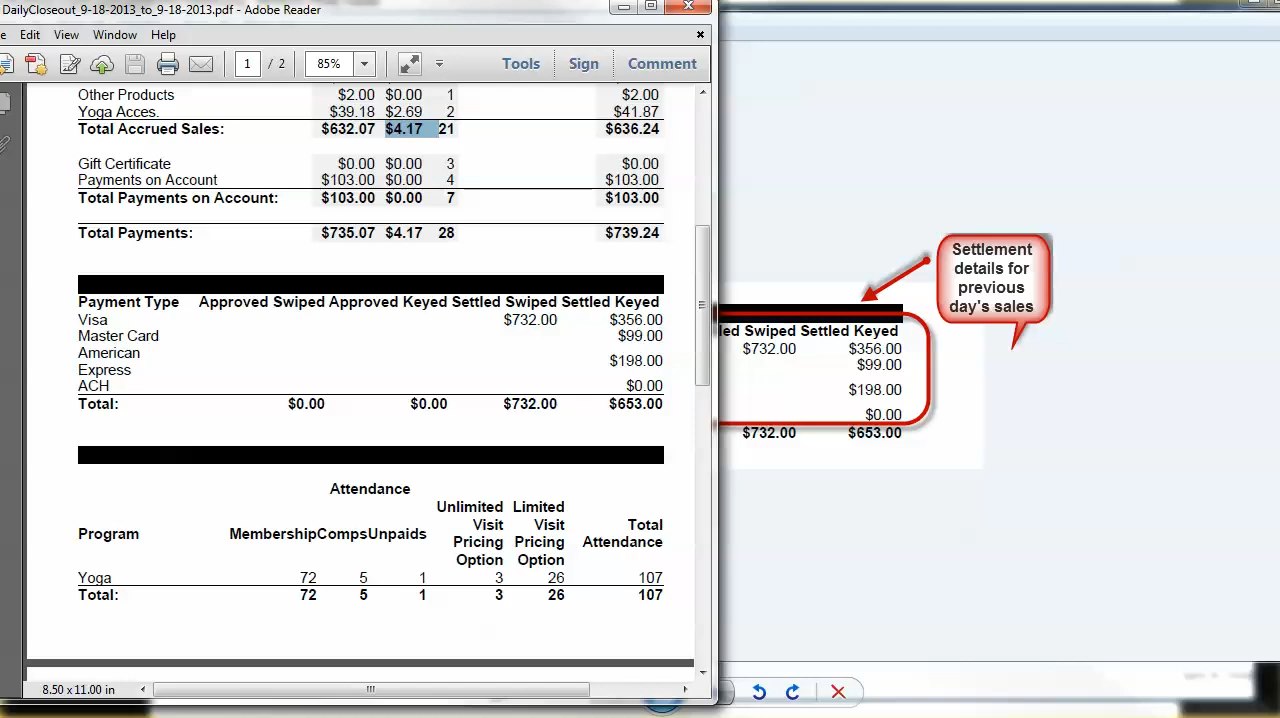 DailyCloseout_9-18-2013_to_9-18-2013.pdf - Adobe Reader
Edit View Window Help
1 / 2 85% Tools Sign Comment
Other Products $2.00 $0.00 1 $2.00
Yoga Acces. $39.18 $2.69 2 $41.87
Total Accrued Sales: $632.07 $4.17 21 $636.24
Gift Certificate $0.00 $0.00 3 $0.00
Payments on Account $103.00 $0.00 4 $103.00
Total Payments on Account: $103.00 $0.00 7 $103.00
Total Payments: $735.07 $4.17 28 $739.24
Payment Type Approved Swiped Approved Keyed Settled Swiped Settled Keyed
Visa $732.00 $356.00
Master Card $99.00
American
Express $198.00
ACH $0.00
Total: $0.00 $0.00 $732.00 $653.00
Attendance
Unlimited Limited
Visit Visit Total
Program Membership Comps Unpaids Pricing Pricing Attendance
Option Option
Yoga 72 5 1 3 26 107
Total: 72 5 1 3 26 107
8.50 x 11.00 in
Settlement
details for
previous
day's sales
led Swiped Settled Keyed
$732.00 $356.00
$99.00
$198.00
$0.00
$732.00 $653.00